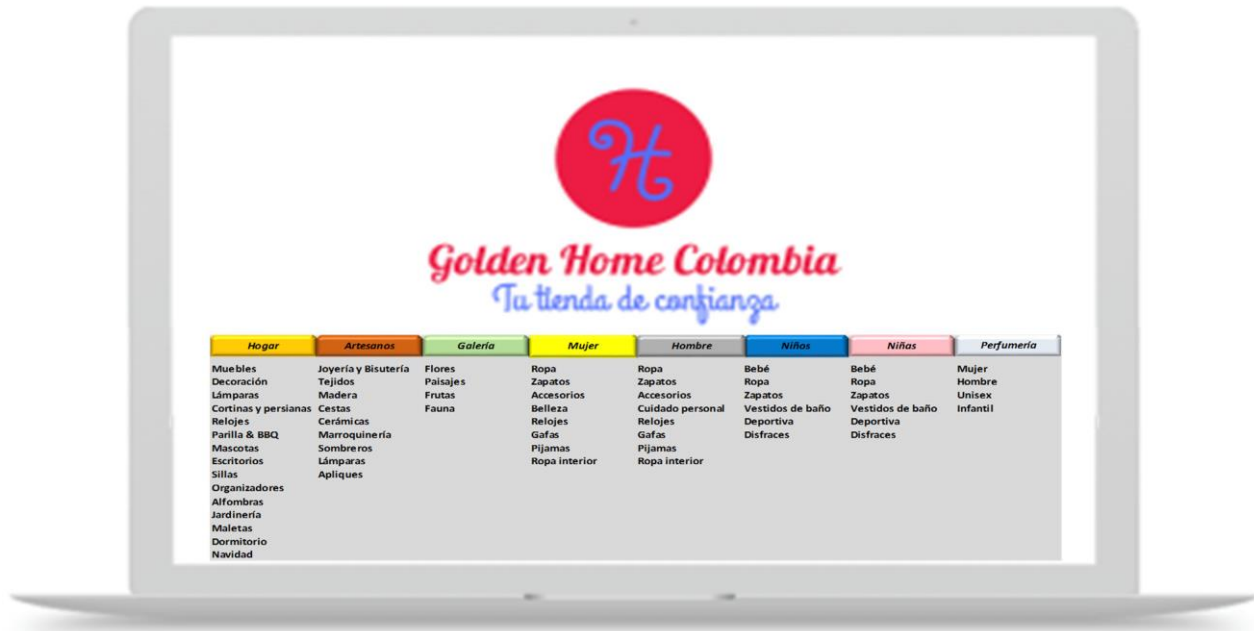 H
Golden Home Colombia
Tu tienda de confianza
Hogar Artesanos Galería Mujer Hombre Niños Niñas Perfumería
Muebles Joyería y Bisutería Flores Ropa Ropa Bebé Bebé Mujer
Decoración Tejidos Paisajes Zapatos Zapatos Ropa Ropa Hombre
Lámparas Madera Frutas Accesorios Accesorios Zapatos Zapatos Unisex
Cortinas y persianas Cestas Fauna Belleza Cuidado personal Vestidos de baño Vestidos de baño Infantil
Relojes Cerámicas Relojes Relojes Deportiva Deportiva
Parilla & BBQ Marroquinería Gafas Gafas Disfraces Disfraces
Mascotas Sombreros Pijamas Pijamas
Escritorios Lámparas Ropa interior Ropa interior
Sillas Apliques
Organizadores
Alfombras
Jardinería
Maletas
Dormitorio
Navidad